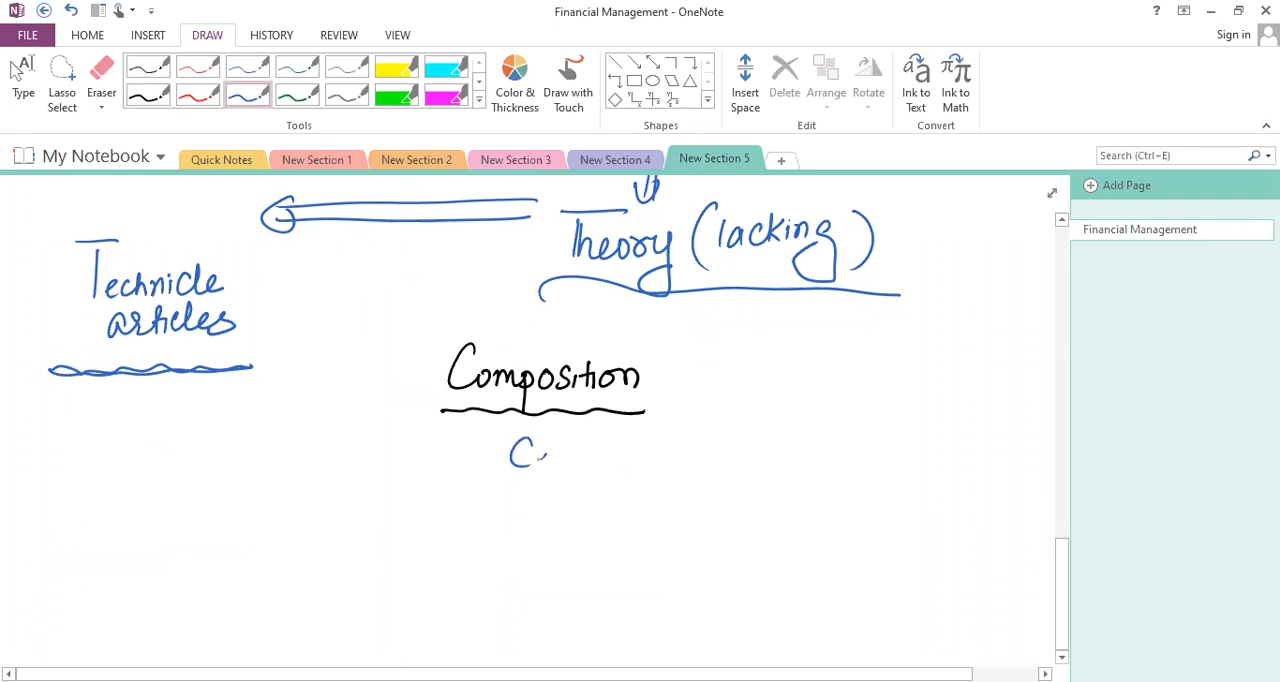 Financial Management - OneNote
?
FILE
HOME
INSERT
DRAW
HISTORY
REVIEW
VIEW
Sign in
Type
Lasso
Select
Eraser
Color &
Thickness
Draw with
Touch
Insert
Space
Delete
Arrange
Rotate
Ink to
Text
Ink to
Math
Tools
Shapes
Edit
Convert
My Notebook
Quick Notes
New Section 1
New Section 2
New Section 3
New Section 4
New Section 5
Search (Ctrl+E)
Add Page
Financial Management
Theory (lacking)
Technicle
articles
Composition
C